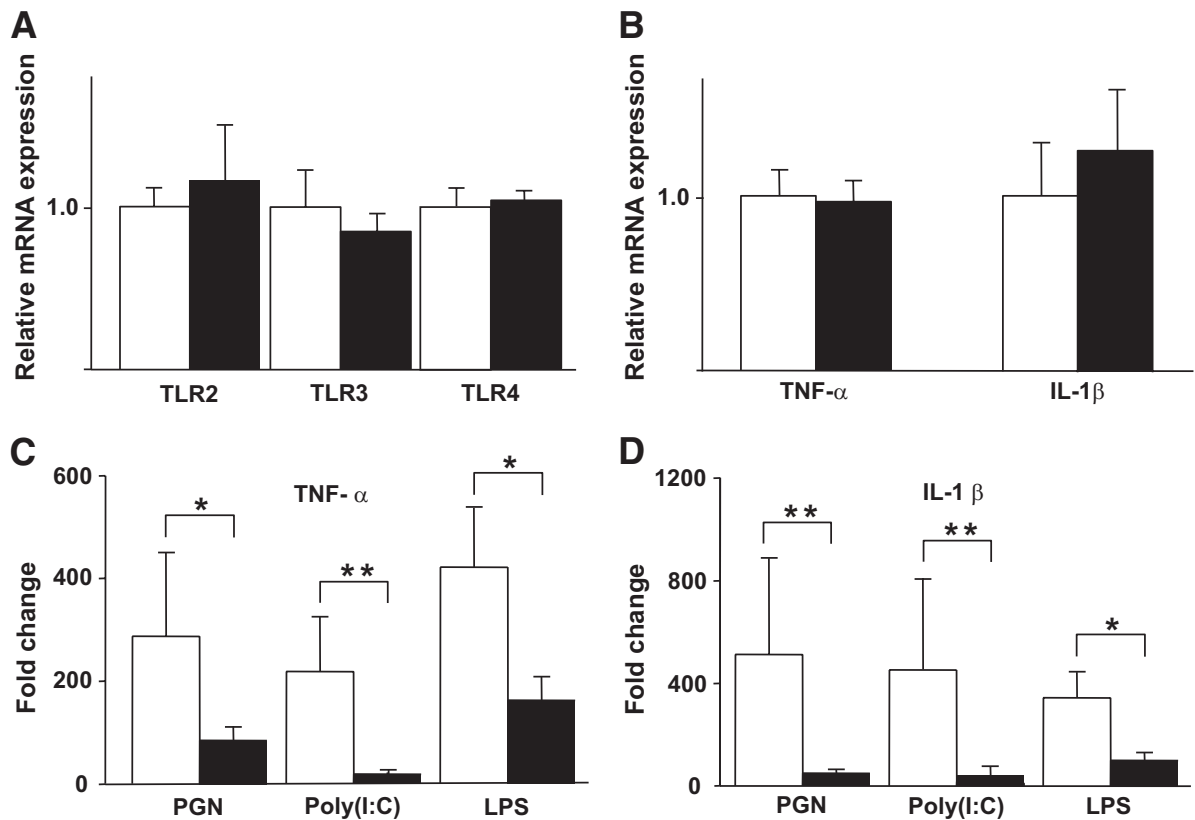 A
Relative mRNA expression
1.0
TLR2 TLR3 TLR4
B
Relative mRNA expression
1.0
TNF-α IL-1β
C
Fold change
600
400
200
0
TNF- α
*
**
*
PGN Poly(I:C) LPS
D
Fold change
1200
800
400
0
IL-1 β
**
**
*
PGN Poly(I:C) LPS